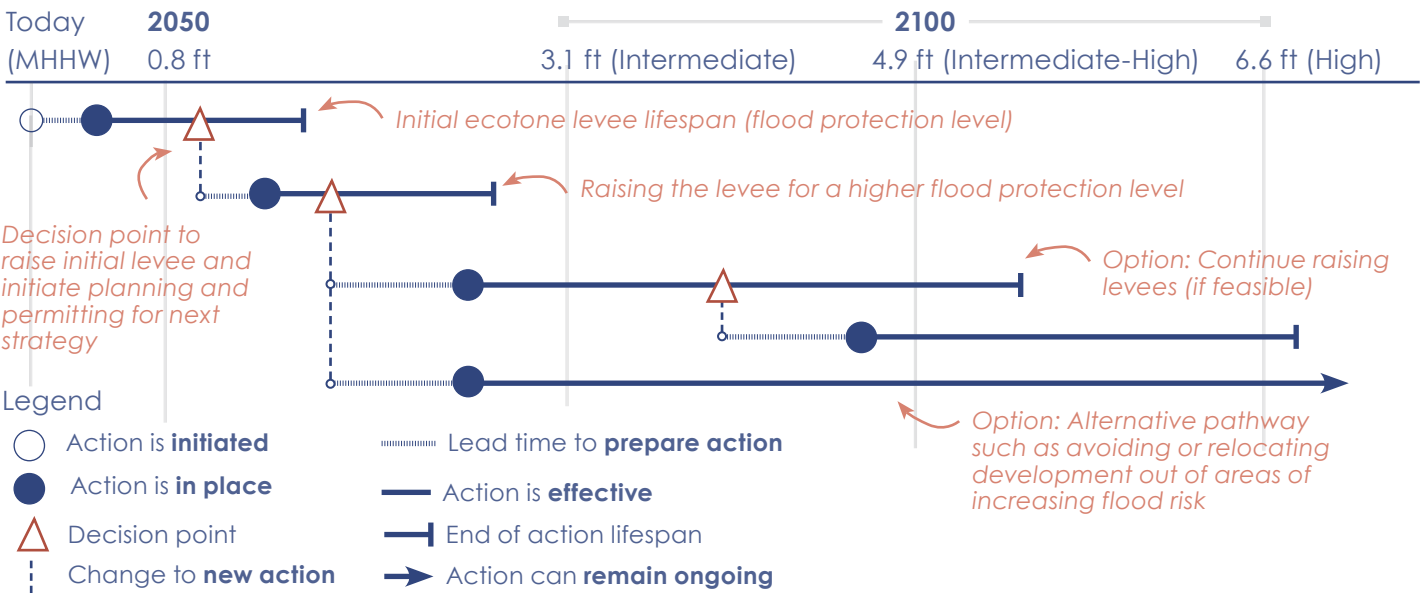 Today 2050 2100
(MHHW) 0.8 ft 3.1 ft (Intermediate) 4.9 ft (Intermediate-High) 6.6 ft (High)
Initial ecotone levee lifespan (flood protection level)
Raising the levee for a higher flood protection level
Decision point to
raise initial levee and
initiate planning and
permitting for next
strategy
Option: Continue raising
levees (if feasible)
Option: Alternative pathway
such as avoiding or relocating
development out of areas of
increasing flood risk
Legend
Action is initiated
Action is in place
Decision point
Change to new action
Lead time to prepare action
Action is effective
End of action lifespan
Action can remain ongoing